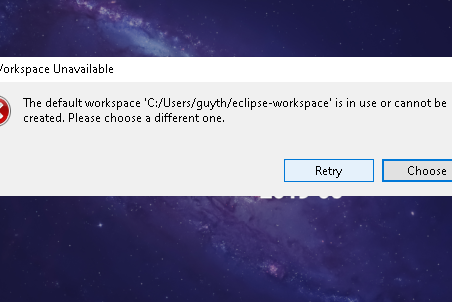 Workspace Unavailable
The default workspace 'C:/Users/guyth/eclipse-workspace' is in use or cannot be
created. Please choose a different one.
Retry
Choose